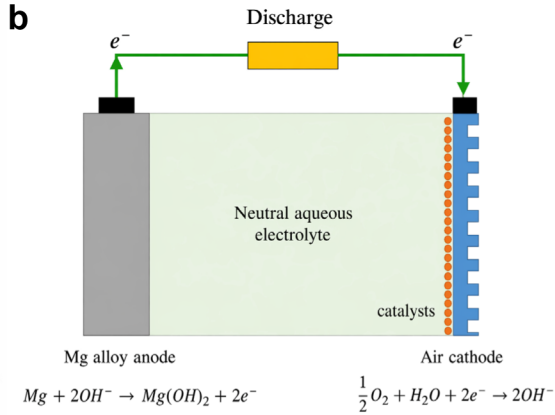 b
Discharge
e⁻ e⁻
Neutral aqueous
electrolyte
catalysts
Mg alloy anode Air cathode
Mg + 2OH⁻ → Mg(OH)₂ + 2e⁻
1/2 O₂ + H₂O + 2e⁻ → 2OH⁻